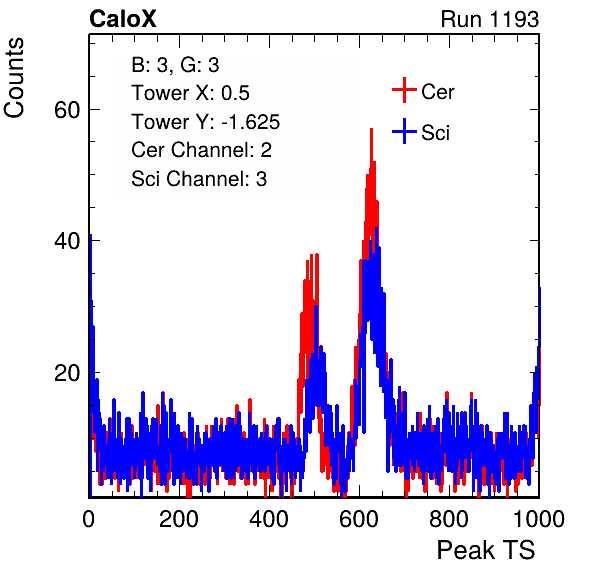 CaloX Run 1193
Counts
B: 3, G: 3
Tower X: 0.5
Tower Y: -1.625
Cer Channel: 2
Sci Channel: 3
Cer
Sci
60
40
20
0 200 400 600 800 1000
Peak TS